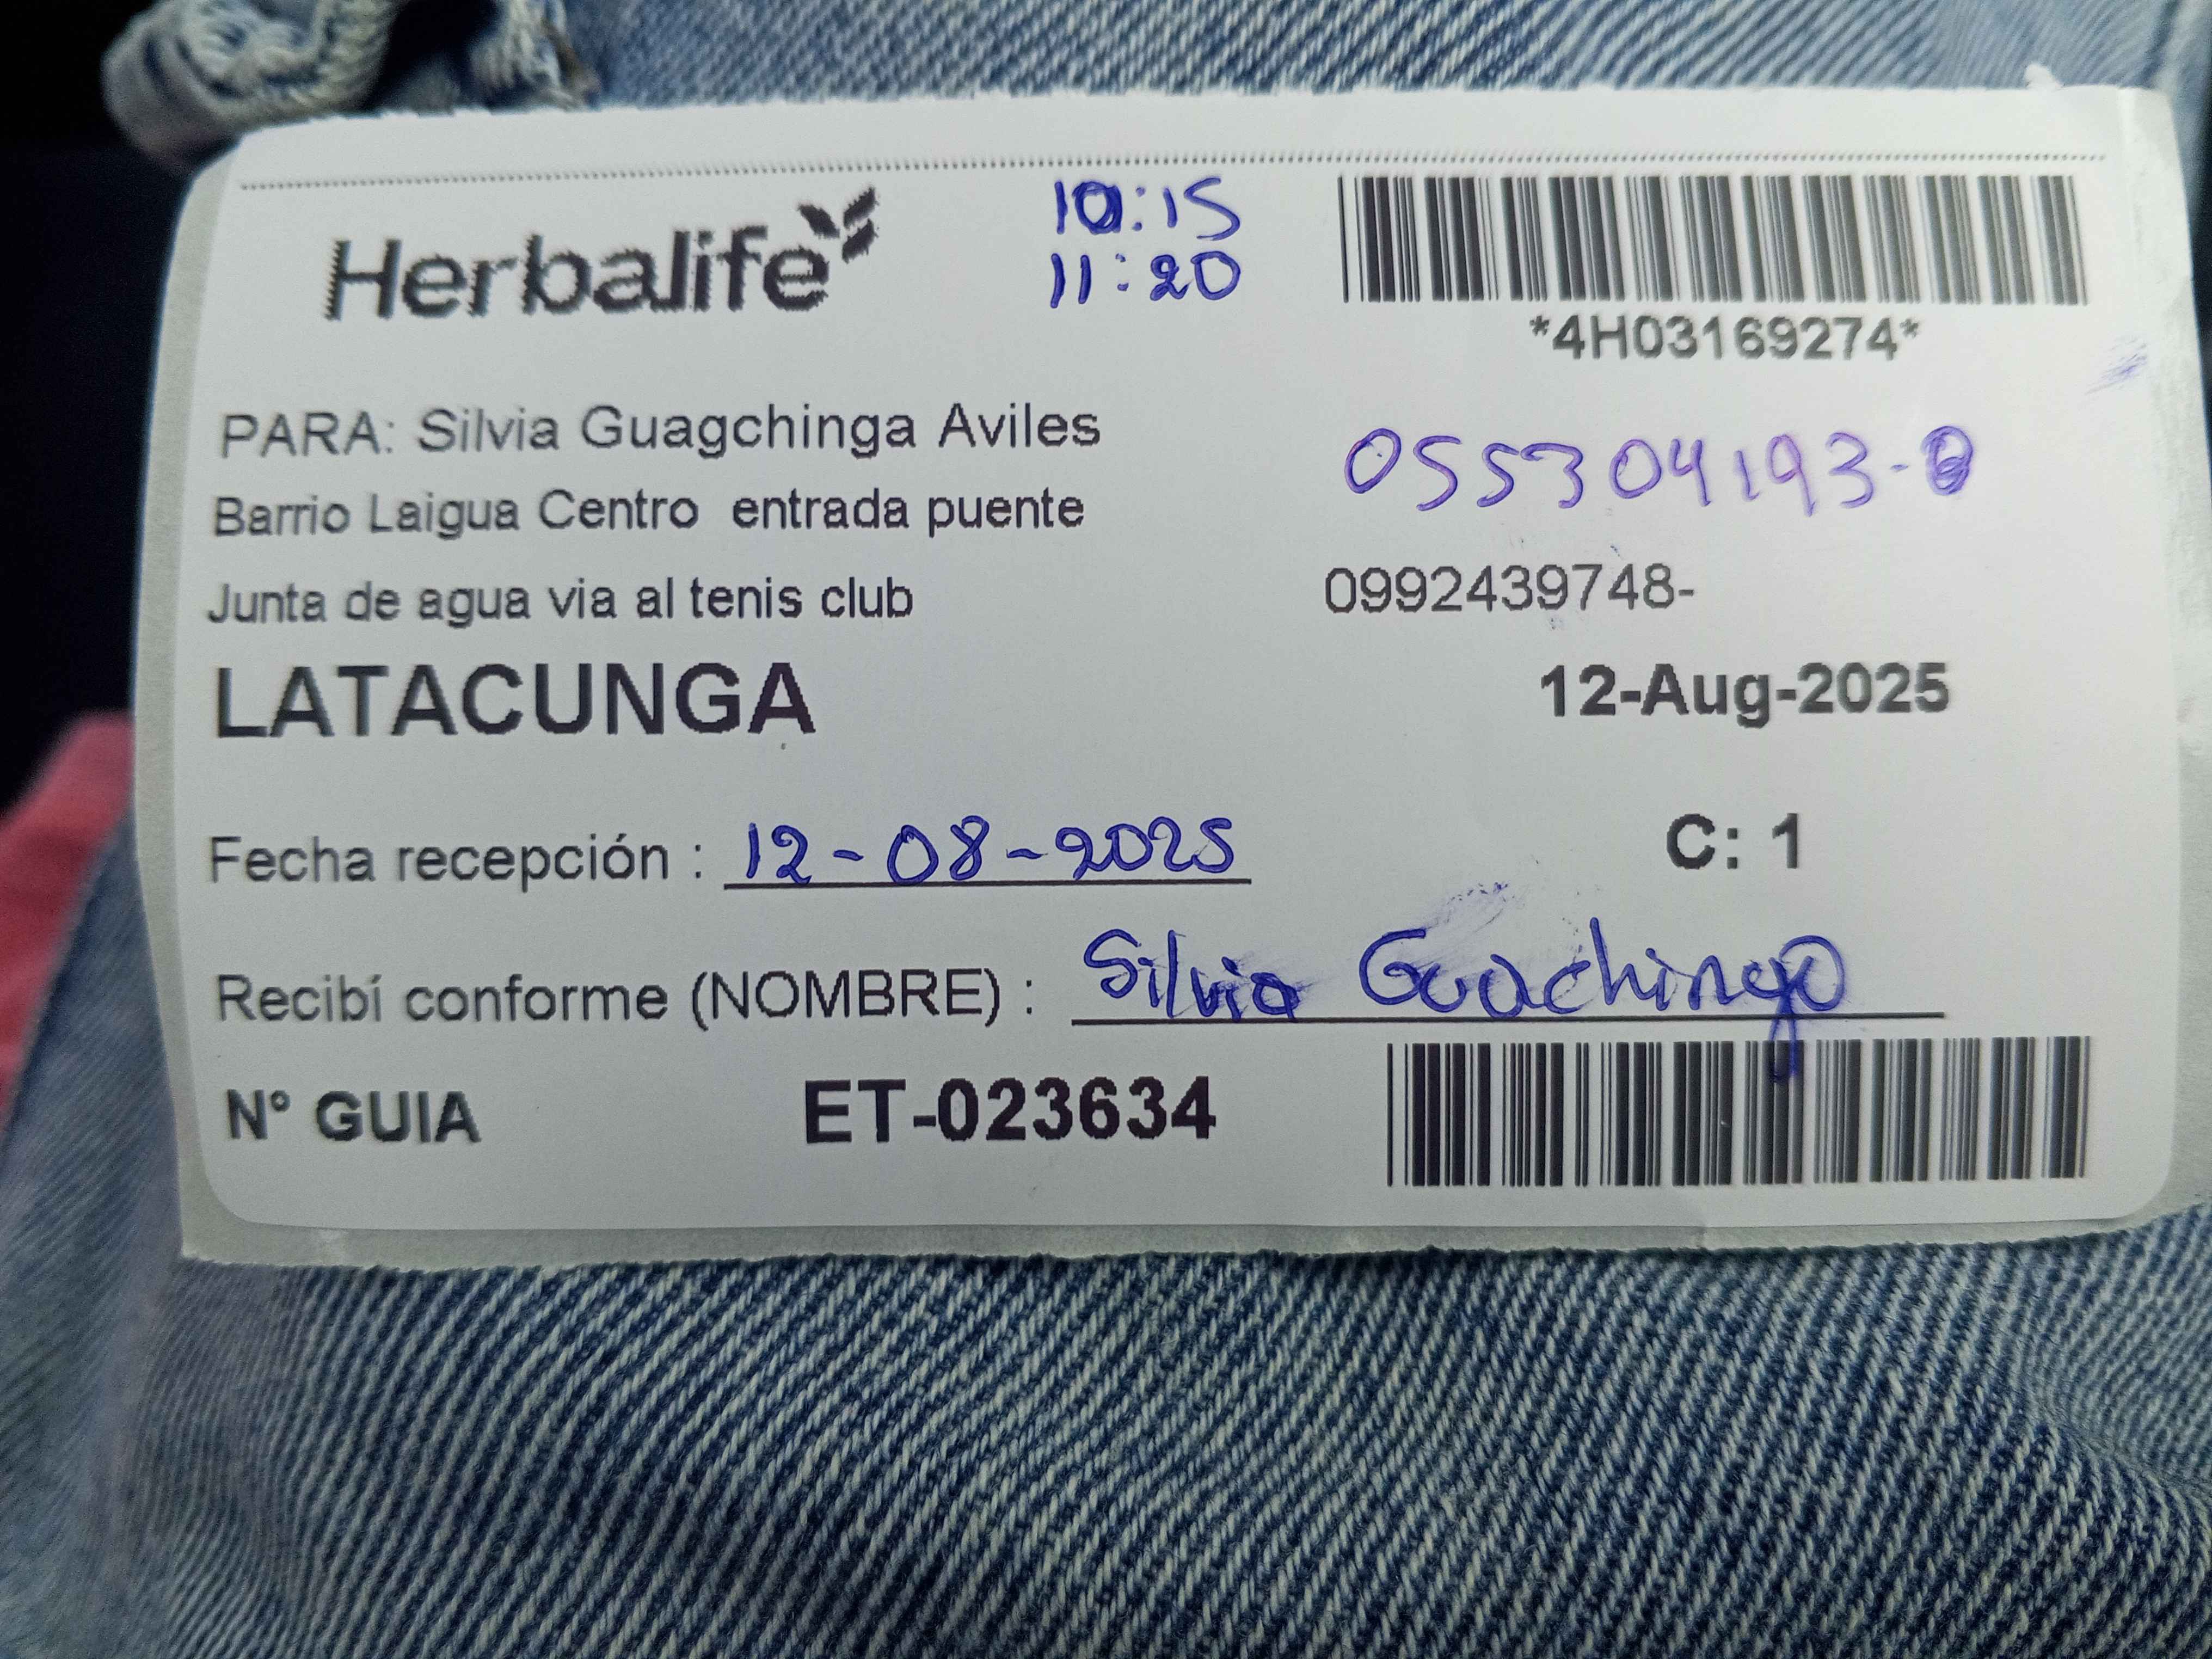 Herbalife
10:15
11:20
*4H03169274*
PARA: Silvia Guagchinga Aviles
055304193-
Barrio Laigua Centro entrada puente
Junta de agua via al tenis club
0992439748-
LATACUNGA
12-Aug-2025
Fecha recepción : 12-08-2025
C: 1
Recibí conforme (NOMBRE) : Silvia Guachinga
N° GUIA ET-023634